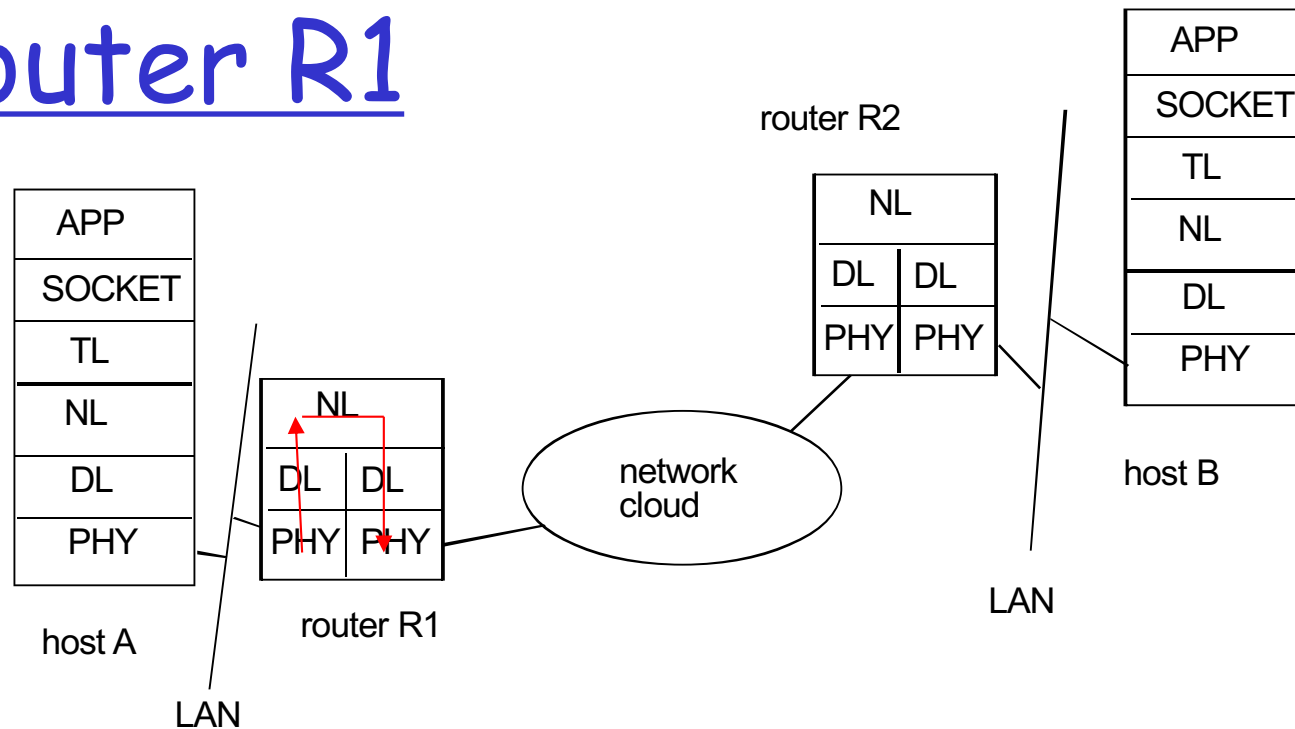 outer R1
APP
SOCKET
TL
NL
DL
PHY
host A
LAN
NL
DL DL
PHY PHY
router R1
network
cloud
router R2
NL
DL DL
PHY PHY
LAN
APP
SOCKET
TL
NL
DL
PHY
host B